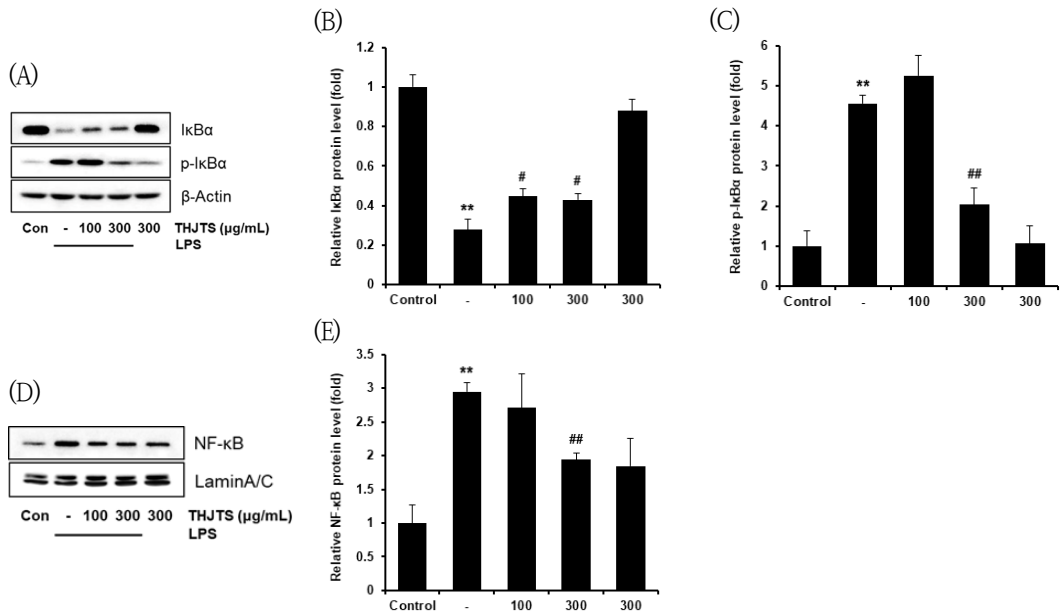 (A)
IκBα
p-IκBα
β-Actin
Con - 100 300 300 THJTS (μg/mL)
LPS
(B)
Relative IκBα protein level (fold)
1.2
1
0.8
0.6
0.4
0.2
0
**
#
#
Control - 100 300 300
(C)
Relative p-IκBα protein level (fold)
6
5
4
3
2
1
0
**
##
Control - 100 300 300
(D)
NF-κB
LaminA/C
Con - 100 300 300 THJTS (μg/mL)
LPS
(E)
Relative NF-κB protein level (fold)
3.5
3
2.5
2
1.5
1
0.5
0
**
##
Control - 100 300 300